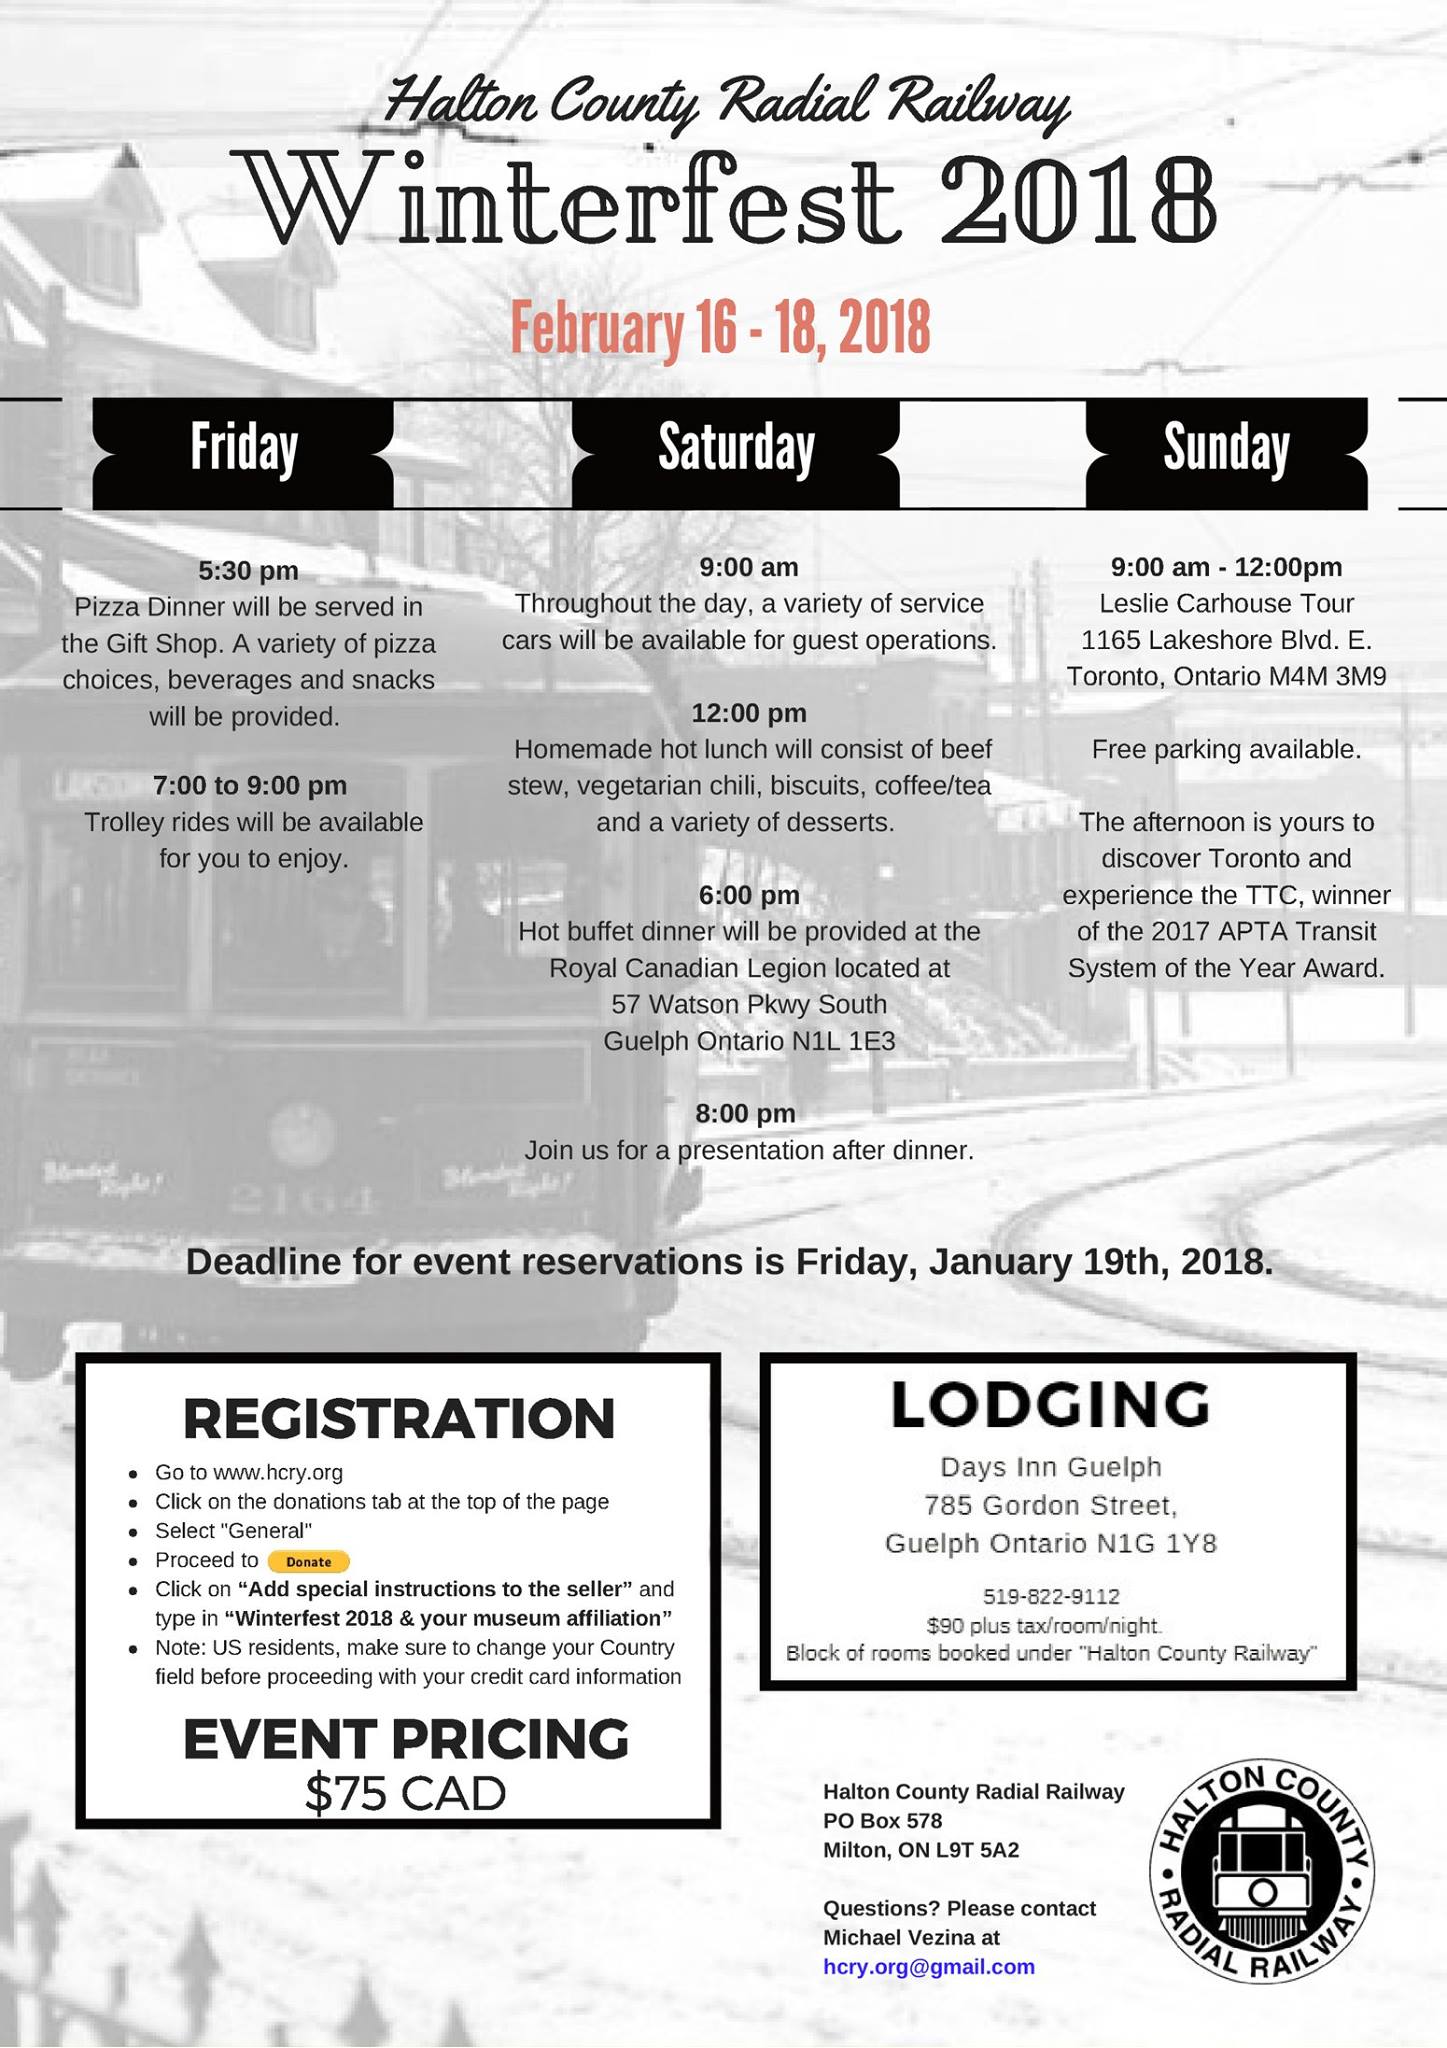 Halton County Radial Railway
Winterfest 2018
February 16 - 18, 2018
Friday
5:30 pm
Pizza Dinner will be served in
the Gift Shop. A variety of pizza
choices, beverages and snacks
will be provided.
7:00 to 9:00 pm
Trolley rides will be available
for you to enjoy.
Saturday
9:00 am
Throughout the day, a variety of service
cars will be available for guest operations.
12:00 pm
Homemade hot lunch will consist of beef
stew, vegetarian chili, biscuits, coffee/tea
and a variety of desserts.
6:00 pm
Hot buffet dinner will be provided at the
Royal Canadian Legion located at
57 Watson Pkwy South
Guelph Ontario N1L 1E3
8:00 pm
Join us for a presentation after dinner.
Sunday
9:00 am - 12:00pm
Leslie Carhouse Tour
1165 Lakeshore Blvd. E.
Toronto, Ontario M4M 3M9
Free parking available.
The afternoon is yours to
discover Toronto and
experience the TTC, winner
of the 2017 APTA Transit
System of the Year Award.
Blended
Right!
2164
Blended
Right!
Deadline for event reservations is Friday, January 19th, 2018.
REGISTRATION
• Go to www.hcry.org
• Click on the donations tab at the top of the page
• Select "General"
• Proceed to Donate
• Click on “Add special instructions to the seller” and
type in “Winterfest 2018 & your museum affiliation”
• Note: US residents, make sure to change your Country
field before proceeding with your credit card information
EVENT PRICING
$75 CAD
LODGING
Days Inn Guelph
785 Gordon Street,
Guelph Ontario N1G 1Y8
519-822-9112
$90 plus tax/room/night.
Block of rooms booked under "Halton County Railway"
Halton County Radial Railway
PO Box 578
Milton, ON L9T 5A2
Questions? Please contact
Michael Vezina at
hcry.org@gmail.com
• HALTON COUNTY •
RADIAL RAILWAY